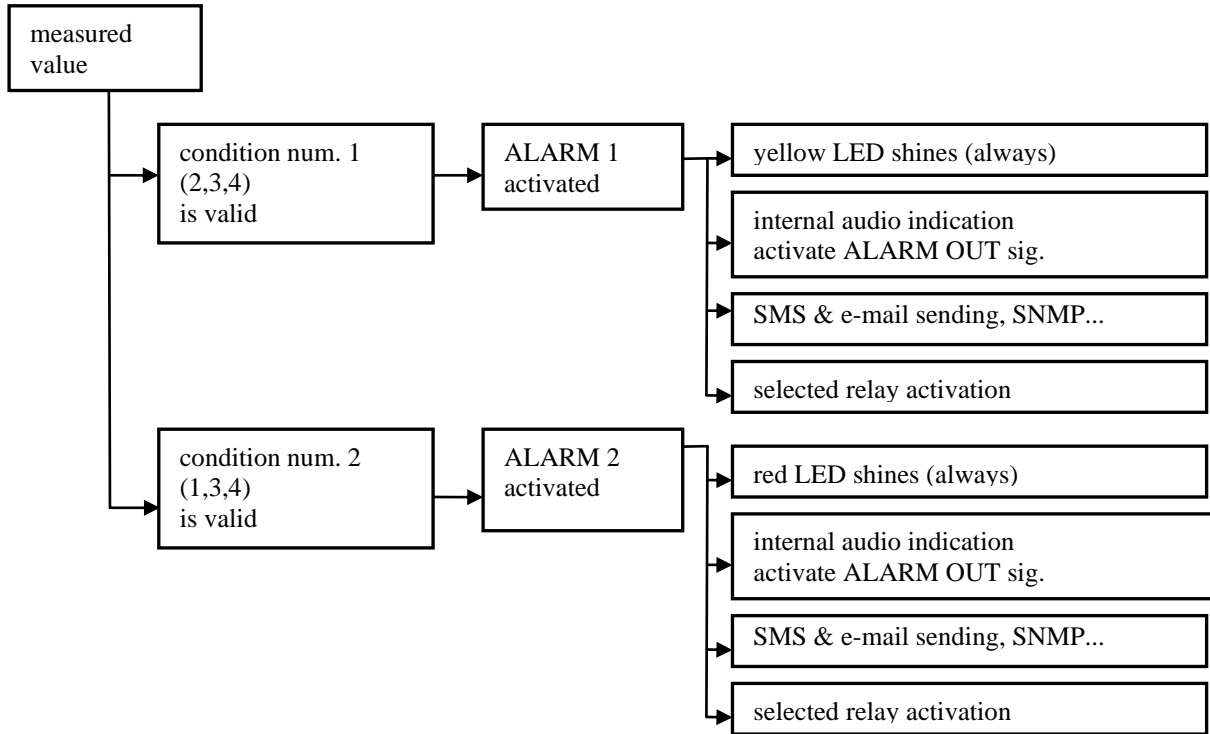 measured
value
condition num. 1
(2,3,4)
is valid
ALARM 1
activated
yellow LED shines (always)
internal audio indication
activate ALARM OUT sig.
SMS & e-mail sending, SNMP...
selected relay activation
condition num. 2
(1,3,4)
is valid
ALARM 2
activated
red LED shines (always)
internal audio indication
activate ALARM OUT sig.
SMS & e-mail sending, SNMP...
selected relay activation